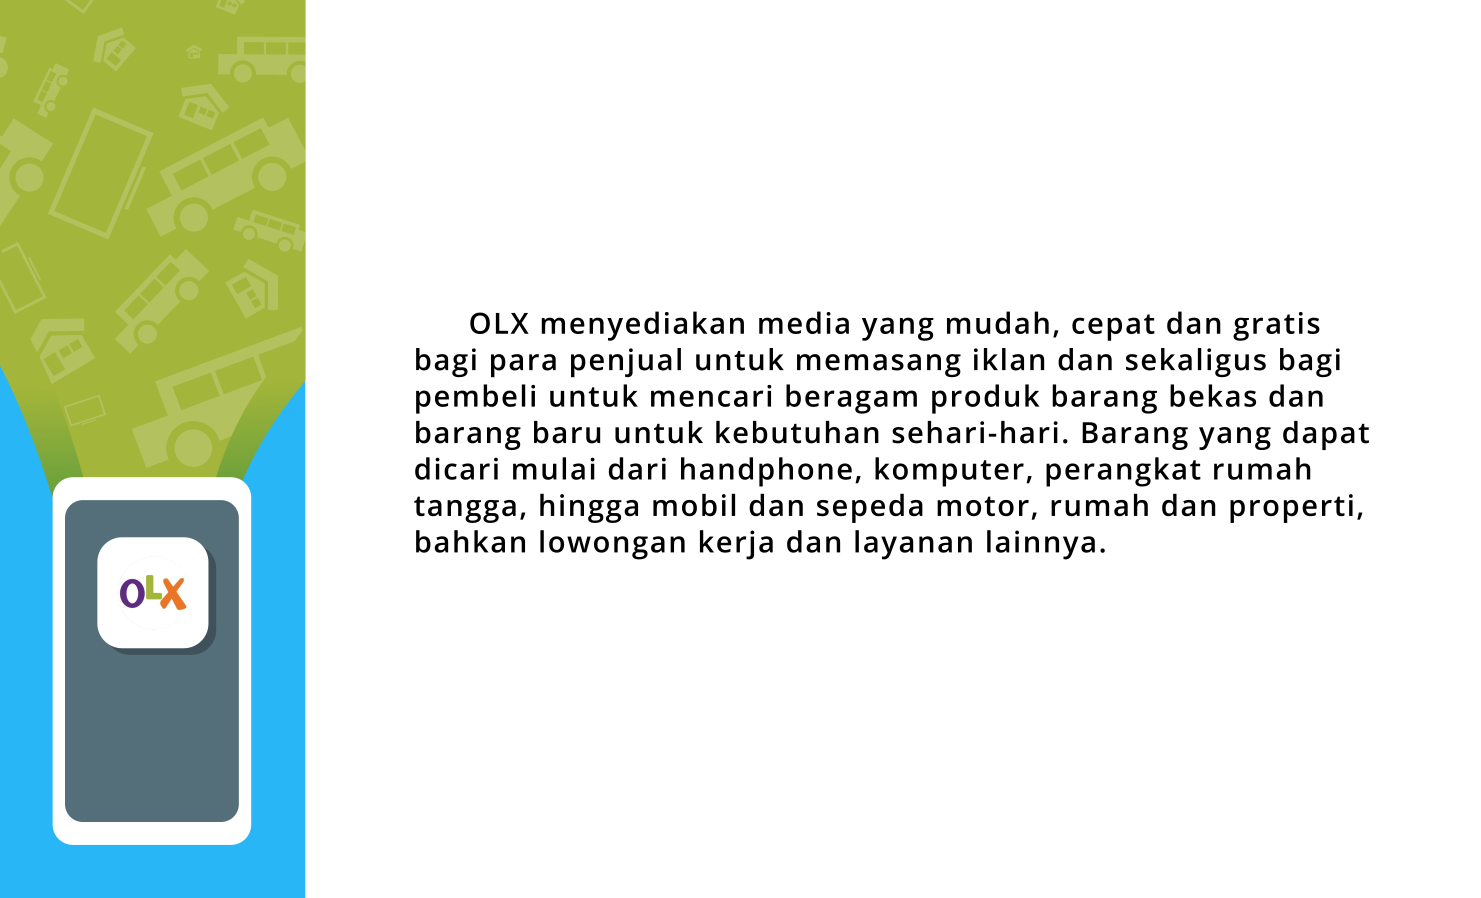 OLX menyediakan media yang mudah, cepat dan gratis
bagi para penjual untuk memasang iklan dan sekaligus bagi
pembeli untuk mencari beragam produk barang bekas dan
barang baru untuk kebutuhan sehari-hari. Barang yang dapat
dicari mulai dari handphone, komputer, perangkat rumah
tangga, hingga mobil dan sepeda motor, rumah dan properti,
bahkan lowongan kerja dan layanan lainnya.
OLX